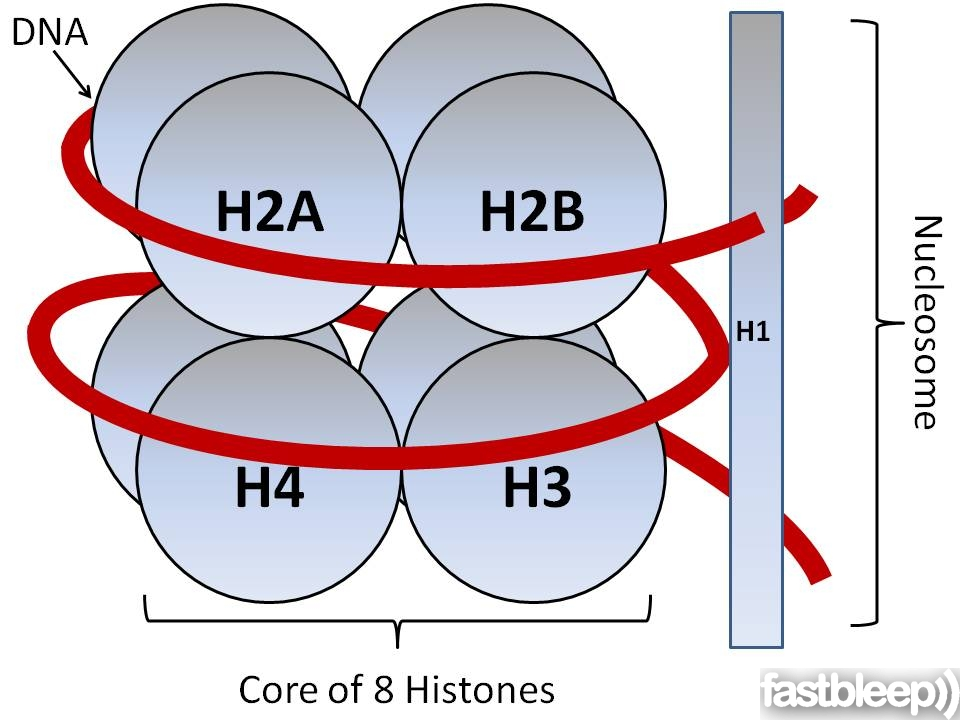 DNA
H2A
H2B
H1
Nucleosome
H4
H3
Core of 8 Histones
fastbleep